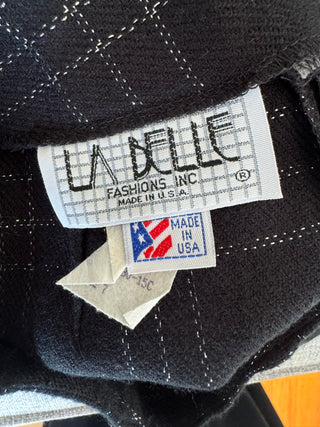 LA BELLE
FASHIONS, INC
MADE IN U.S.A.
®
MADE
IN
USA